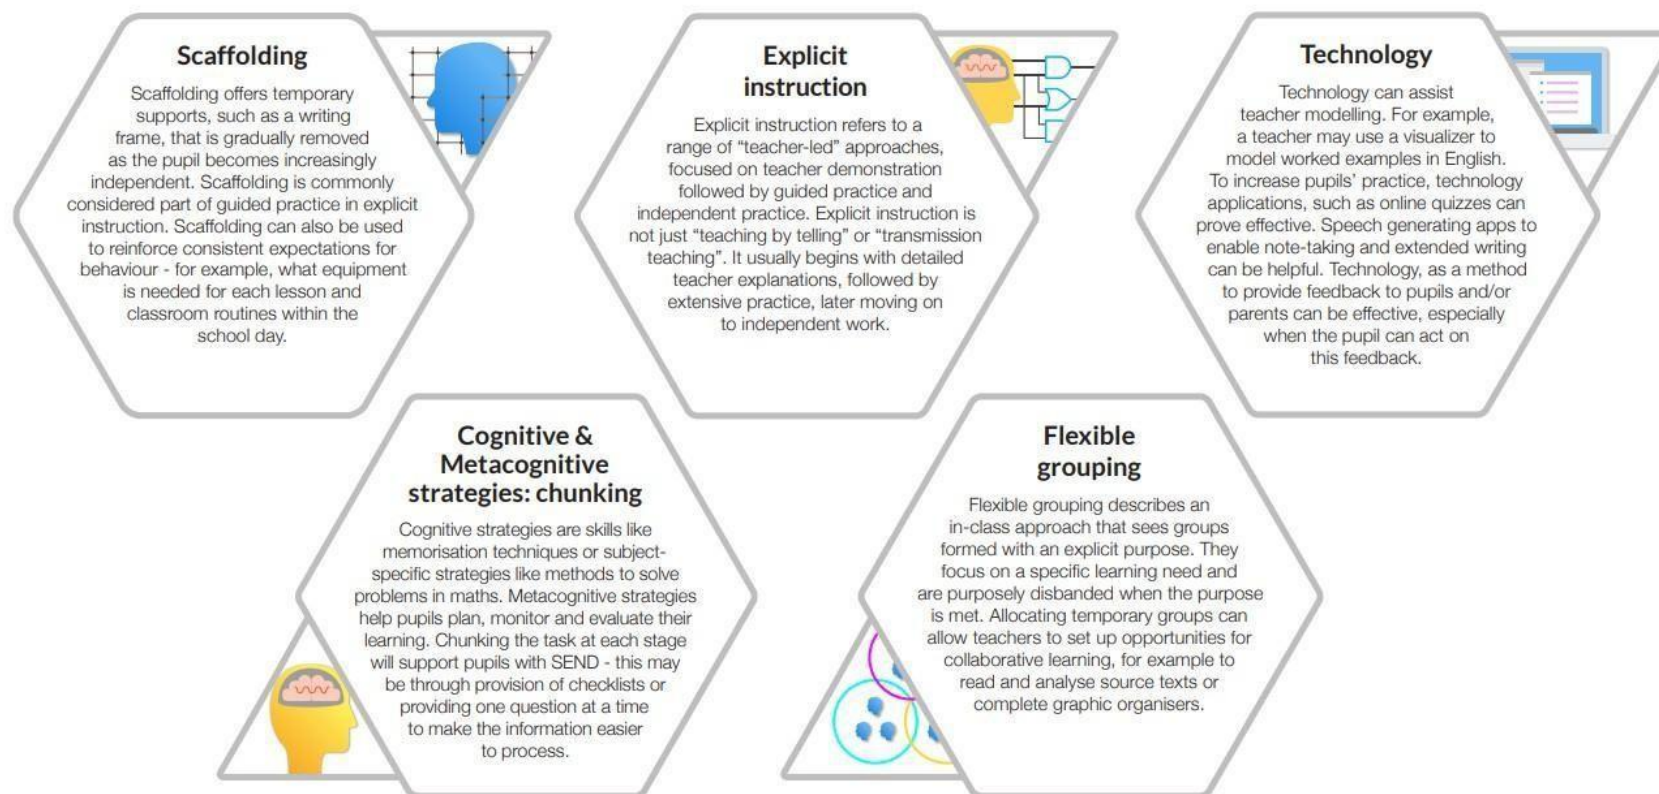 Scaffolding
Scaffolding offers temporary
supports, such as a writing
frame, that is gradually removed
as the pupil becomes increasingly
independent. Scaffolding is commonly
considered part of guided practice in explicit
instruction. Scaffolding can also be used
to reinforce consistent expectations for
behaviour - for example, what equipment
is needed for each lesson and
classroom routines within the
school day.
Explicit
instruction
Explicit instruction refers to a
range of “teacher-led” approaches,
focused on teacher demonstration
followed by guided practice and
independent practice. Explicit instruction is
not just “teaching by telling” or “transmission
teaching”. It usually begins with detailed
teacher explanations, followed by
extensive practice, later moving on
to independent work.
Technology
Technology can assist
teacher modelling. For example,
a teacher may use a visualizer to
model worked examples in English.
To increase pupils’ practice, technology
applications, such as online quizzes can
prove effective. Speech generating apps to
enable note-taking and extended writing
can be helpful. Technology, as a method
to provide feedback to pupils and/or
parents can be effective, especially
when the pupil can act on
this feedback.
Cognitive &
Metacognitive
strategies: chunking
Cognitive strategies are skills like
memorisation techniques or subject-
specific strategies like methods to solve
problems in maths. Metacognitive strategies
help pupils plan, monitor and evaluate their
learning. Chunking the task at each stage
will support pupils with SEND - this may
be through provision of checklists or
providing one question at a time
to make the information easier
to process.
Flexible
grouping
Flexible grouping describes an
in-class approach that sees groups
formed with an explicit purpose. They
focus on a specific learning need and
are purposely disbanded when the purpose
is met. Allocating temporary groups can
allow teachers to set up opportunities for
collaborative learning, for example to
read and analyse source texts or
complete graphic organisers.